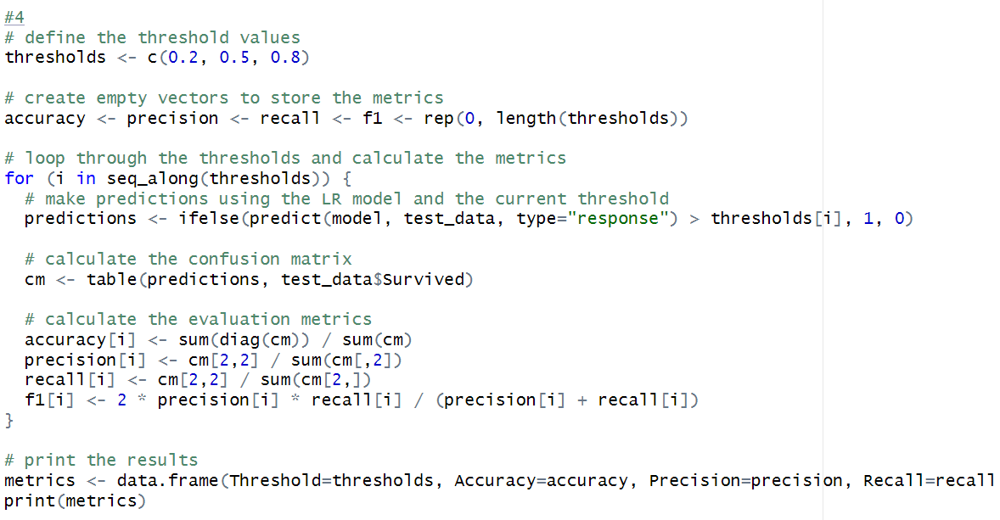 #4
# define the threshold values
thresholds <- c(0.2, 0.5, 0.8)
# create empty vectors to store the metrics
accuracy <- precision <- recall <- f1 <- rep(0, length(thresholds))
# loop through the thresholds and calculate the metrics
for (i in seq_along(thresholds)) {
  # make predictions using the LR model and the current threshold
  predictions <- ifelse(predict(model, test_data, type="response") > thresholds[i], 1, 0)
  # calculate the confusion matrix
  cm <- table(predictions, test_data$Survived)
  # calculate the evaluation metrics
  accuracy[i] <- sum(diag(cm)) / sum(cm)
  precision[i] <- cm[2,2] / sum(cm[,2])
  recall[i] <- cm[2,2] / sum(cm[2,])
  f1[i] <- 2 * precision[i] * recall[i] / (precision[i] + recall[i])
}
# print the results
metrics <- data.frame(Threshold=thresholds, Accuracy=accuracy, Precision=precision, Recall=recall
print(metrics)